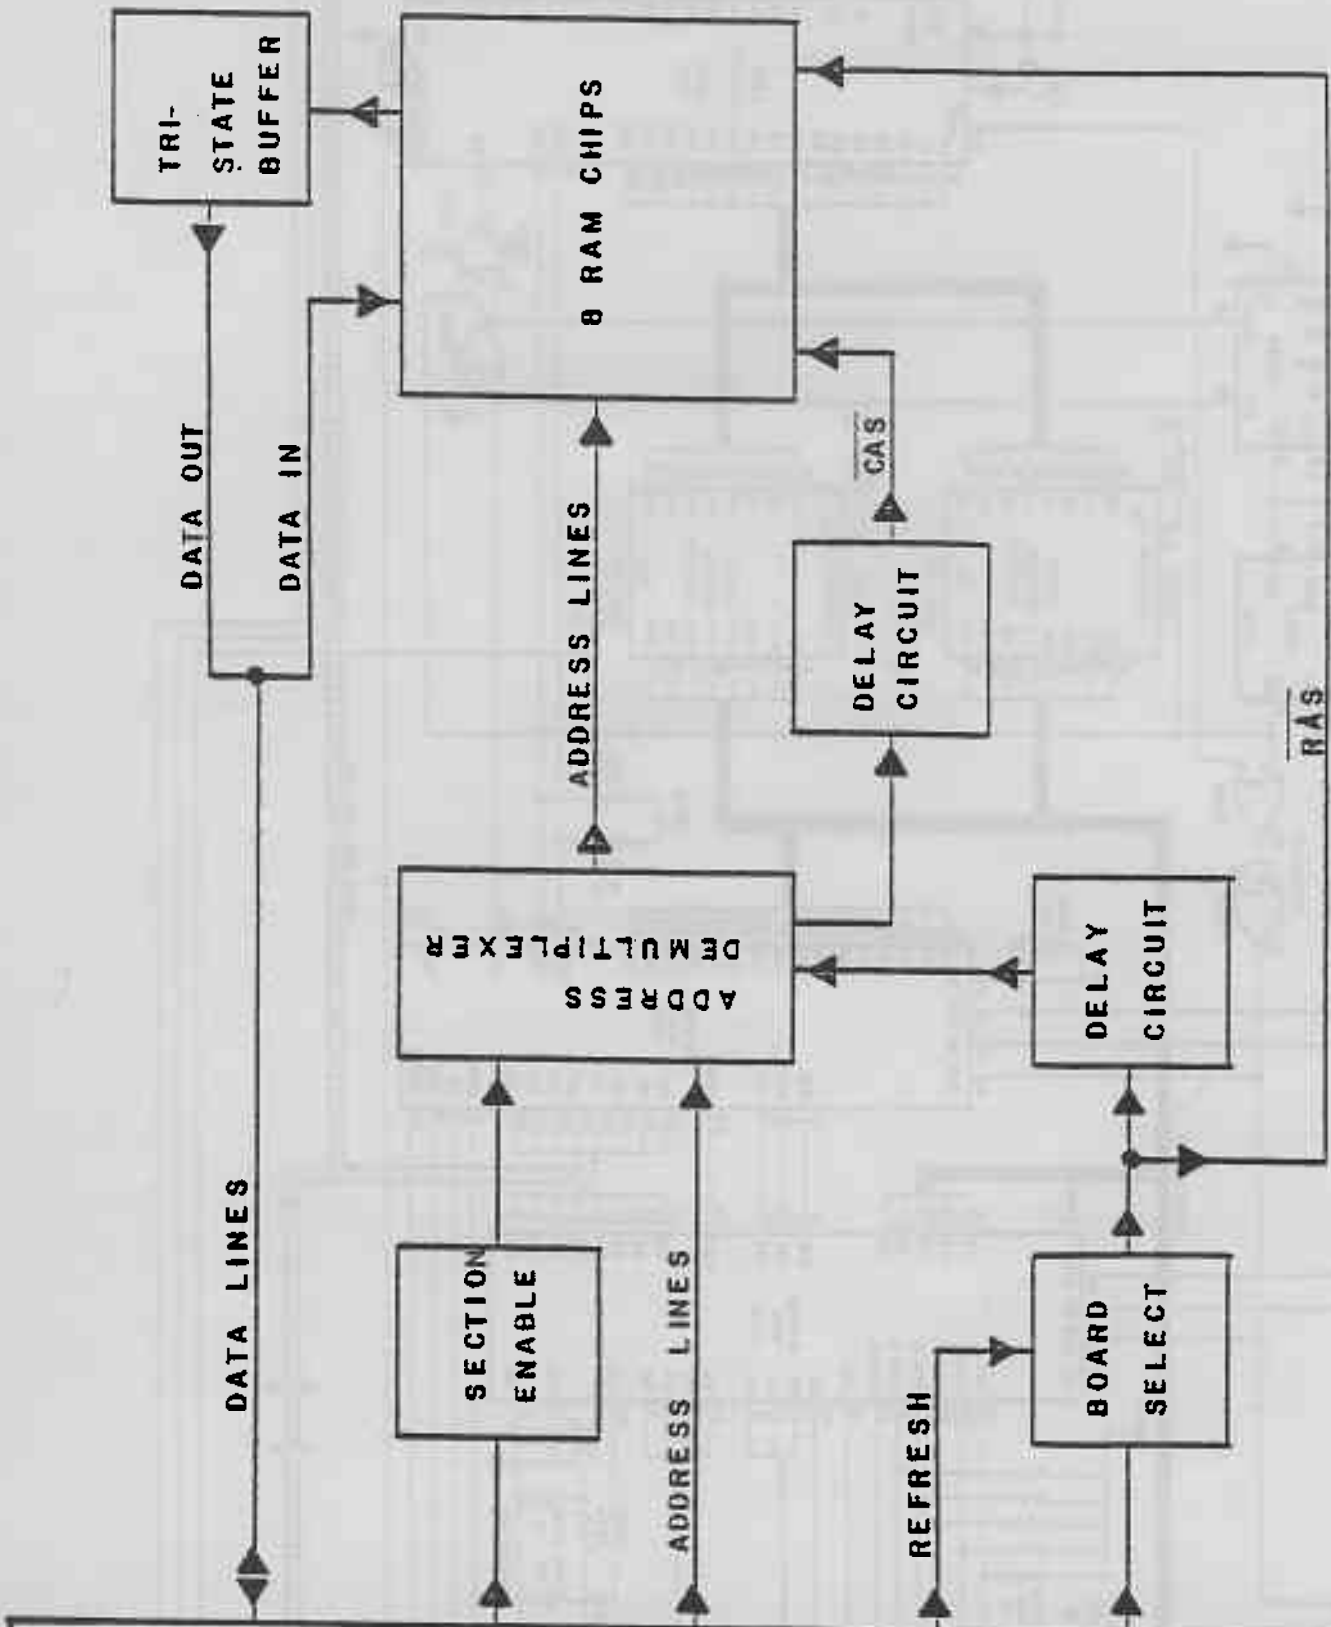 TRI-
STATE
BUFFER
DATA OUT
DATA IN
DATA LINES
8 RAM CHIPS
ADDRESS LINES
ADDRESS
DEMULTIPLEXER
SECTION
ENABLE
ADDRESS LINES
CAS
DELAY
CIRCUIT
DELAY
CIRCUIT
REFRESH
BOARD
SELECT
RAS